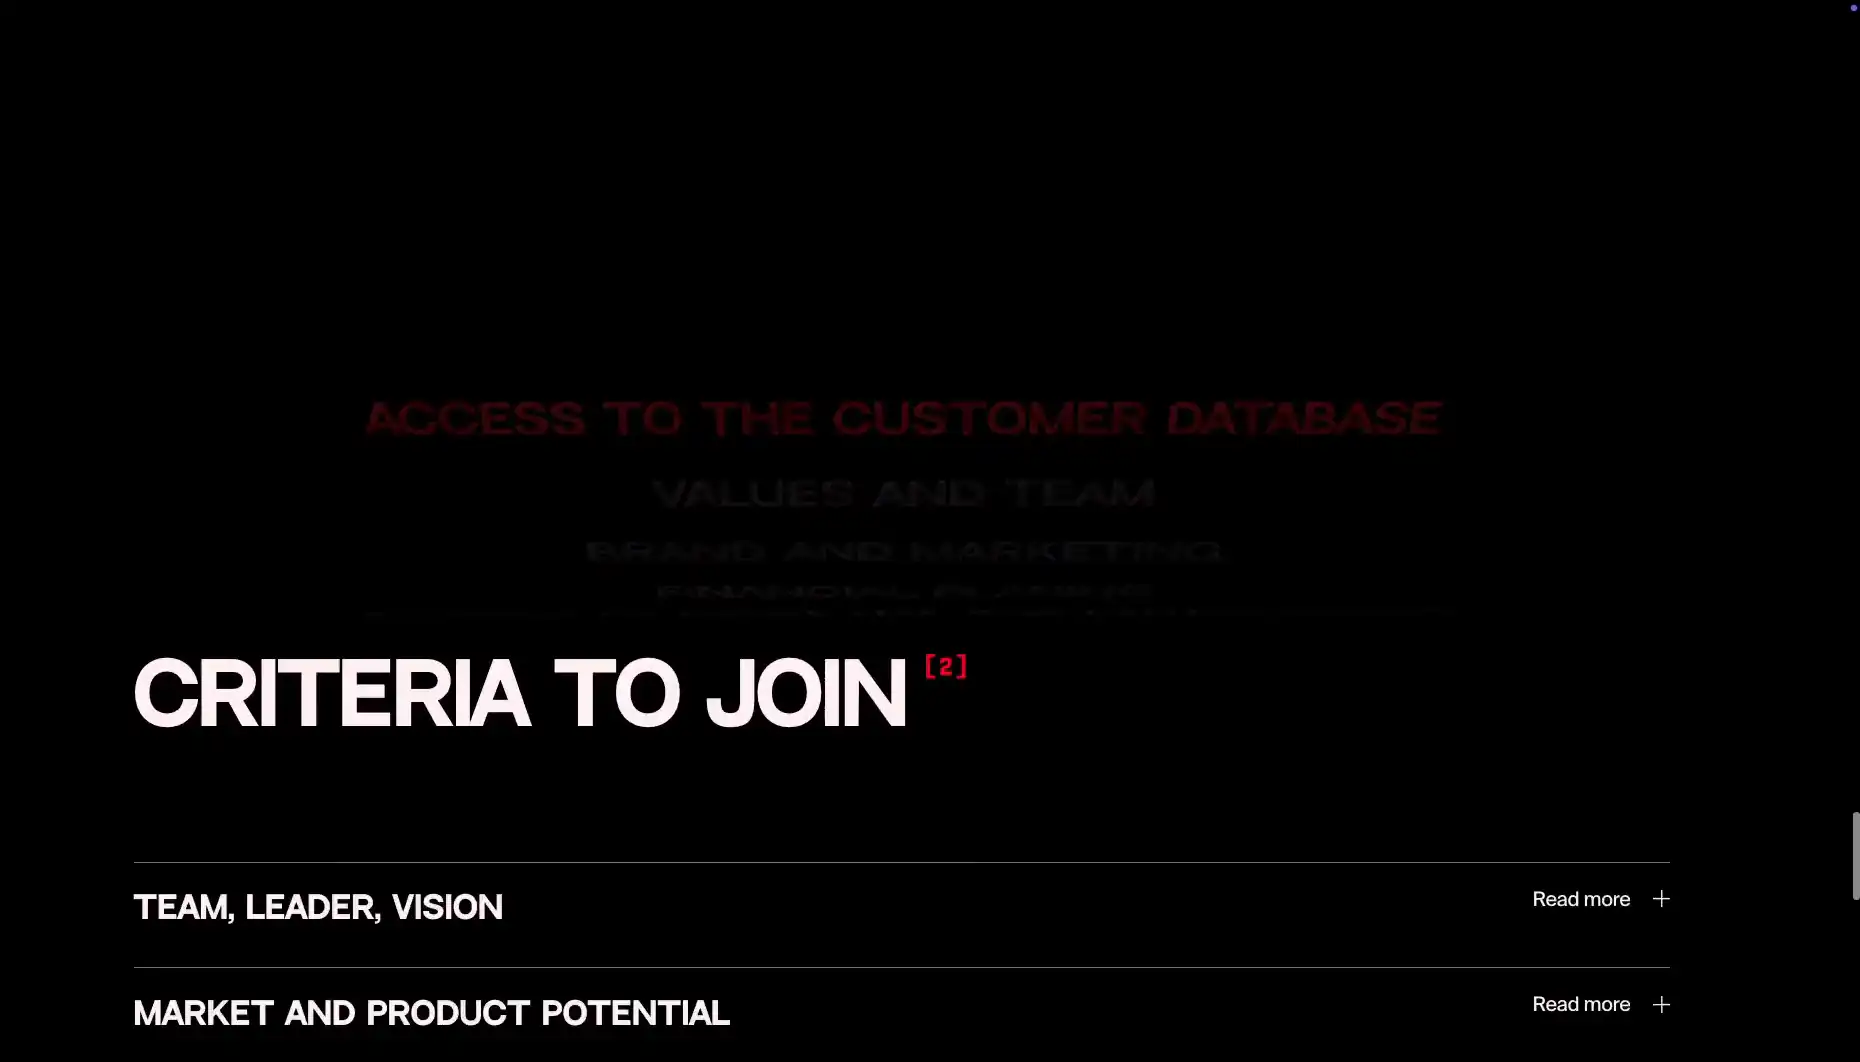 ACCESS TO THE CUSTOMER DATABASE
VALUES AND TEAM
BRAND AND MARKETING
FINANCIAL
CRITERIA TO JOIN [2]
TEAM, LEADER, VISION
Read more
MARKET AND PRODUCT POTENTIAL
Read more